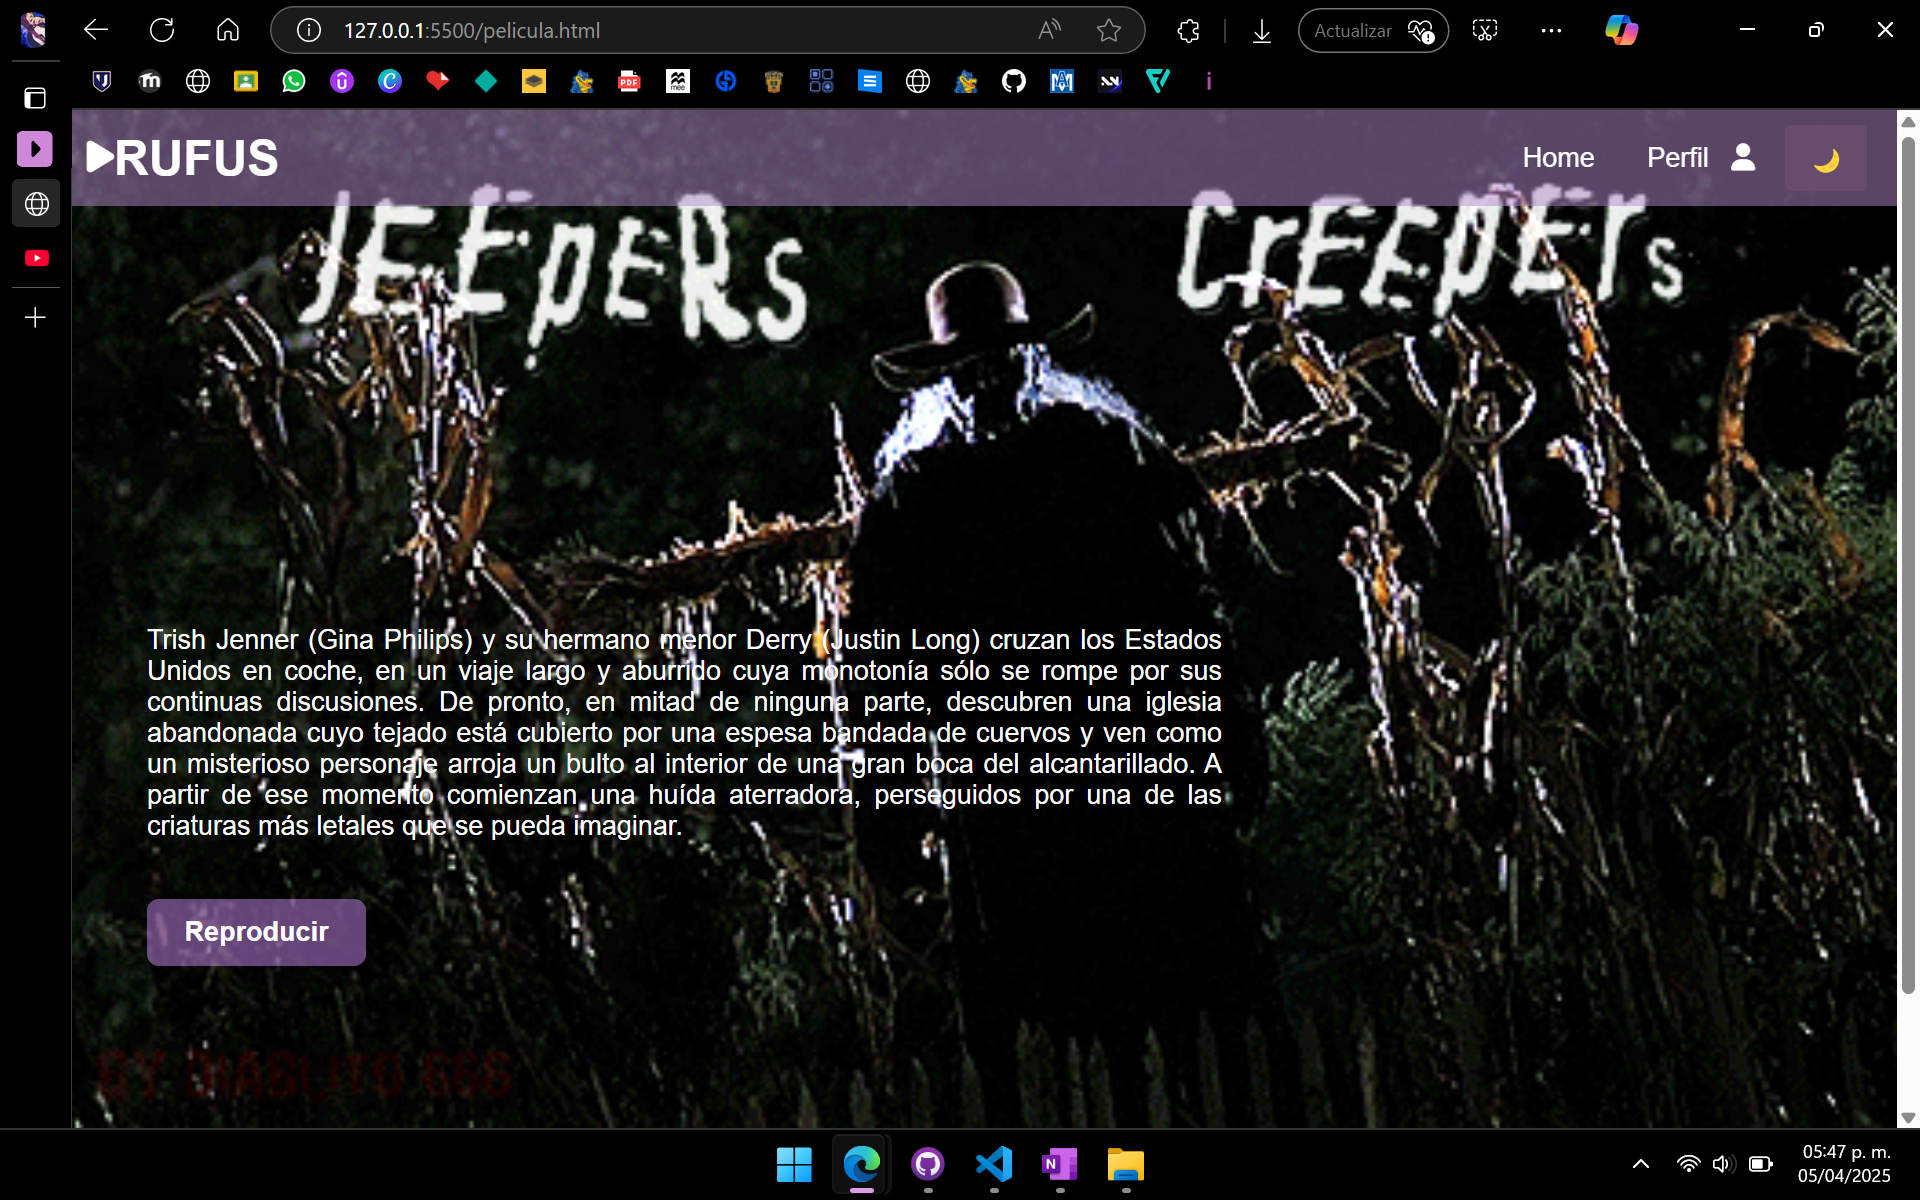 127.0.0.1:5500/pelicula.html
Actualizar
RUFUS
Home
Perfil
JEEpERs
CrEEpErs
Trish Jenner (Gina Philips) y su hermano menor Derry (Justin Long) cruzan los Estados
Unidos en coche, en un viaje largo y aburrido cuya monotonía sólo se rompe por sus
continuas discusiones. De pronto, en mitad de ninguna parte, descubren una iglesia
abandonada cuyo tejado está cubierto por una espesa bandada de cuervos y ven como
un misterioso personaje arroja un bulto al interior de una gran boca del alcantarillado. A
partir de ese momento comienzan una huída aterradora, perseguidos por una de las
criaturas más letales que se pueda imaginar.
Reproducir
BY DIABLITO 666
05:47 p. m.
05/04/2025